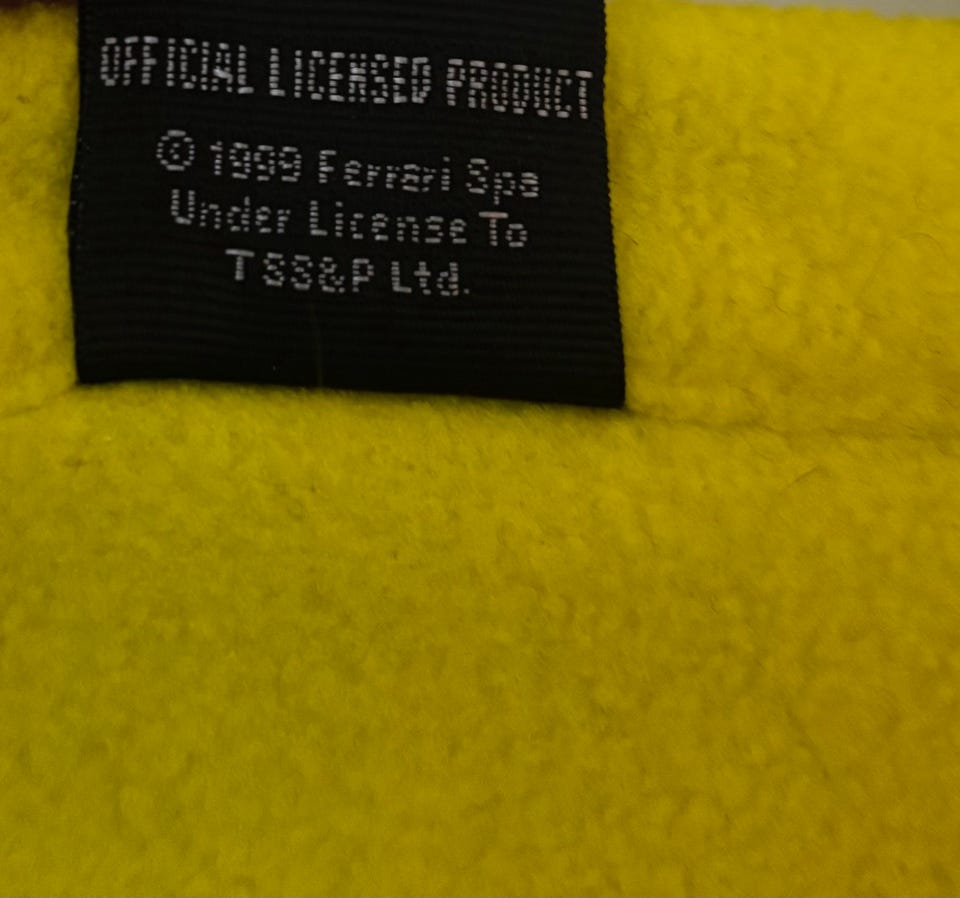 OFFICIAL LICENSED PRODUCT
© 1999 Ferrari Spa
Under License To
TSS&P Ltd.